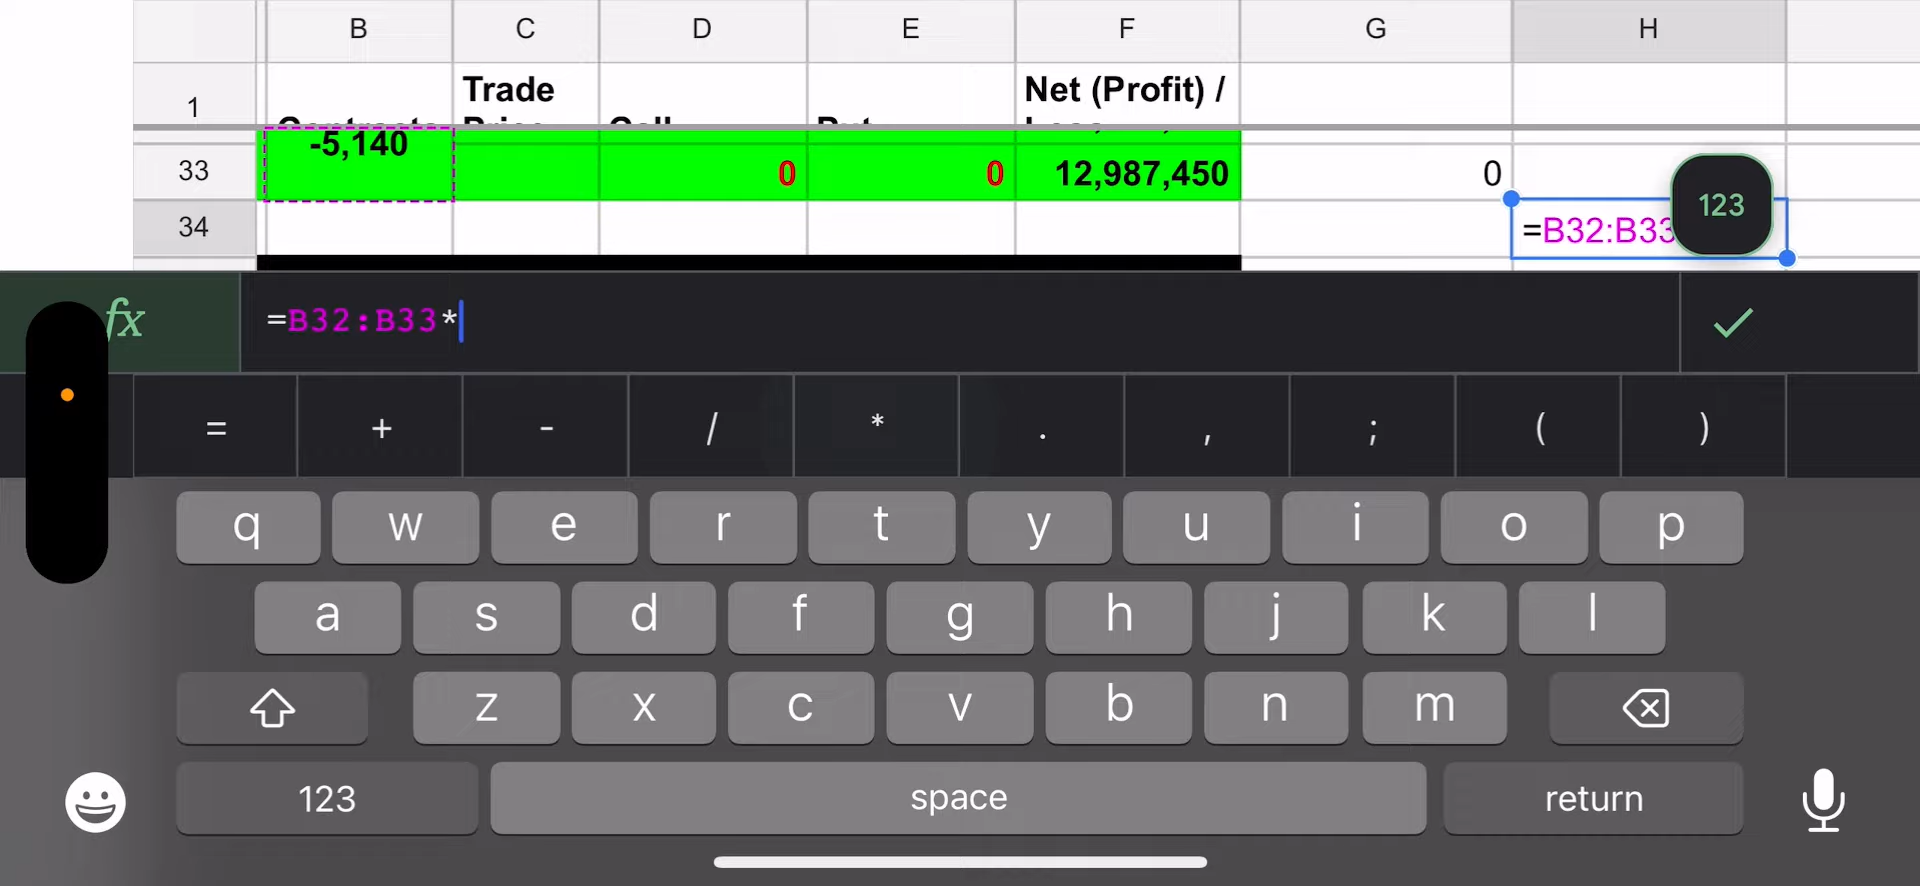 B C D E F G H
1 Trade Net (Profit) /
-5,140
33 0 0 12,987,450 0
34 =B32:B33
123
fx =B32:B33*
= + - / * . , ; ( )
q w e r t y u i o p
a s d f g h j k l
z x c v b n m
123 space return